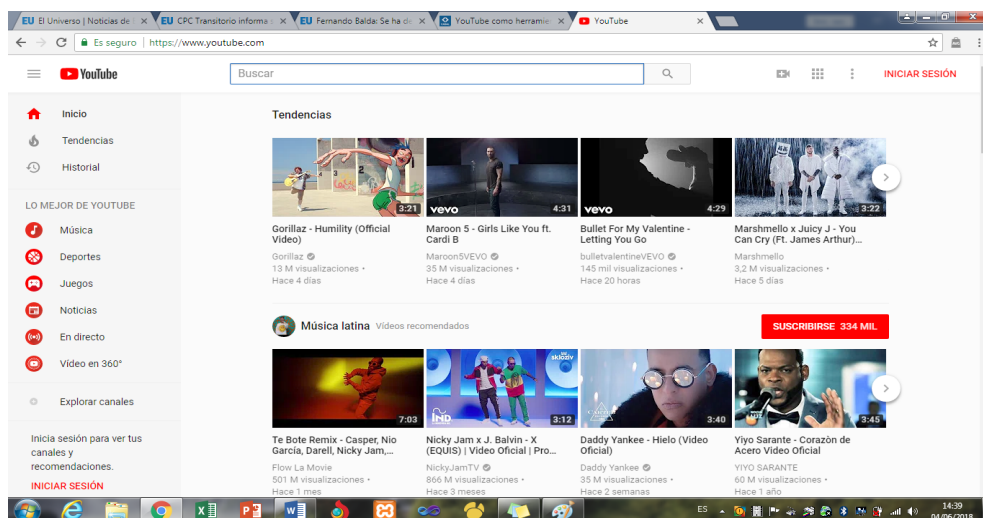 EU El Universo | Noticias de
EU CPC Transitorio informa
EU Fernando Balda: Se ha de
YouTube como herramie
YouTube
Es seguro | https://www.youtube.com
YouTube
Buscar
INICIAR SESIÓN
Inicio
Tendencias
Historial
LO MEJOR DE YOUTUBE
Música
Deportes
Juegos
Noticias
En directo
Vídeo en 360°
Explorar canales
Inicia sesión para ver tus
canales y
recomendaciones.
INICIAR SESIÓN
Tendencias
3:21
vevo 4:31
vevo 4:29
3:22
Gorillaz - Humility (Official
Video)
Gorillaz
13 M visualizaciones •
Hace 4 días
Maroon 5 - Girls Like You ft.
Cardi B
Maroon5VEVO
35 M visualizaciones •
Hace 4 días
Bullet For My Valentine -
Letting You Go
bulletvalentineVEVO
145 mil visualizaciones •
Hace 20 horas
Marshmello x Juicy J - You
Can Cry (Ft. James Arthur)...
Marshmello
3,2 M visualizaciones •
Hace 5 días
Música latina Vídeos recomendados
SUSCRIBIRSE 334 MIL
7:03
3:12
3:40
3:45
Te Bote Remix - Casper, Nio
García, Darell, Nicky Jam,...
Flow La Movie
501 M visualizaciones •
Hace 1 mes
Nicky Jam x J. Balvin - X
(EQUIS) | Video Oficial | Pro...
NickyJamTV
866 M visualizaciones •
Hace 3 meses
Daddy Yankee - Hielo (Video
Oficial)
Daddy Yankee
35 M visualizaciones •
Hace 2 semanas
Yiyo Sarante - Corazòn de
Acero Video Oficial
YIYO SARANTE
60 M visualizaciones •
Hace 1 año
ES
14:39
04/06/2018